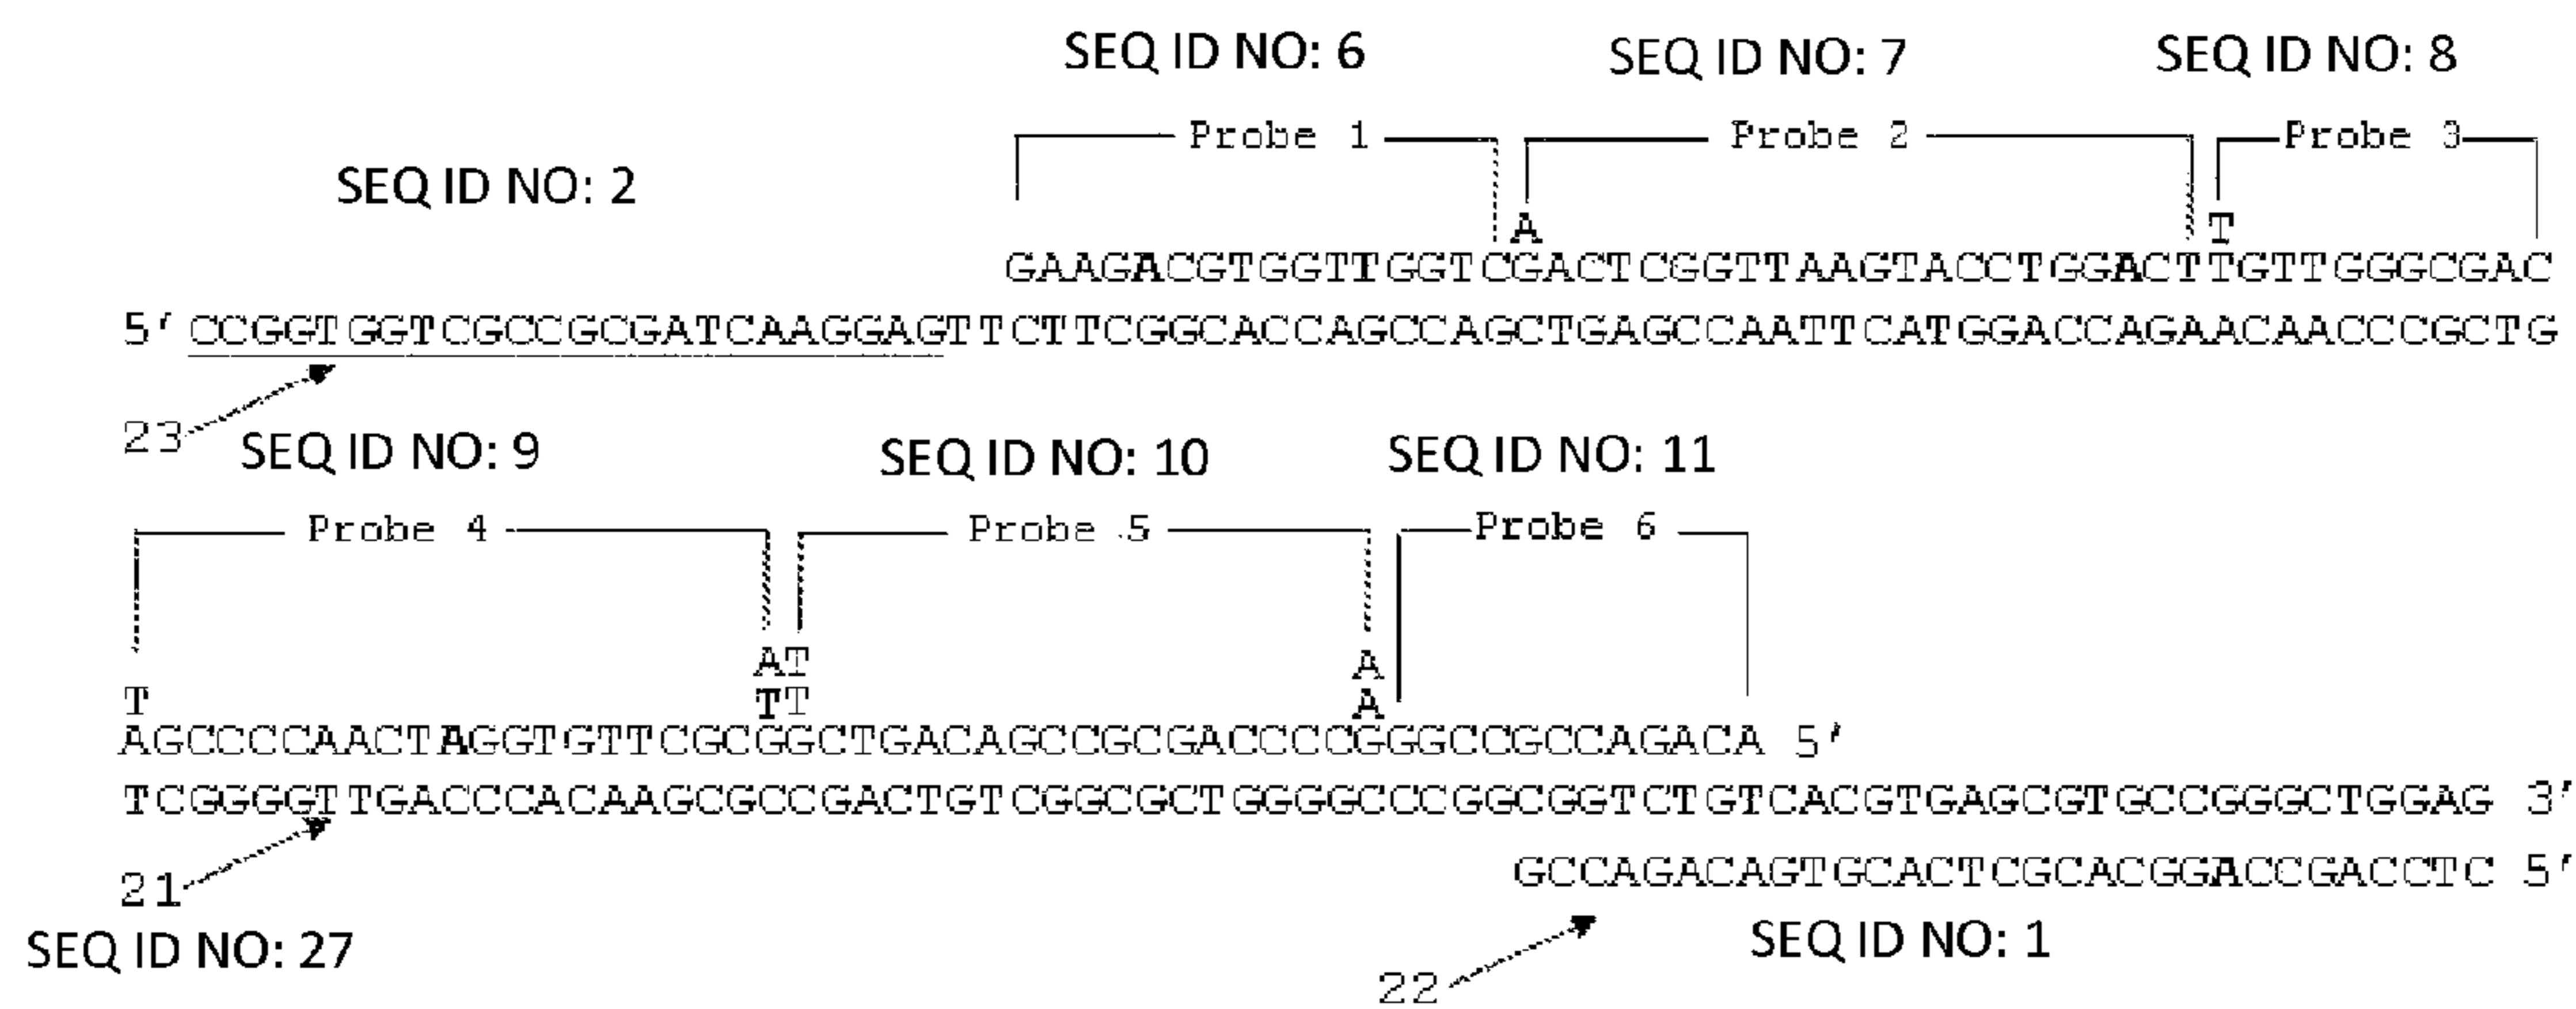 SEQ ID NO: 6 SEQ ID NO: 7 SEQ ID NO: 8
Probe 1 Probe 2 Probe 3
SEQ ID NO: 2
A T
GAAGACGTGGTTGGTCGACTCGGTTAAGTACCTGGACTTGTTGGGCGAC
5' CCGGTGGTCGCCGCGATCAAGGAGTTCTTCGGCACCAGCCAGCTGAGCCAATTCATGGACCAGAACAACCCGCTG
23
SEQ ID NO: 9 SEQ ID NO: 10 SEQ ID NO: 11
Probe 4 Probe 5 Probe 6
AT A
T TT A
AGCCCCAACTAGGTGTTCGCGGCTGACAGCCGCGACCCCGGGCCGCCAGACA 5'
TCGGGGTTGACCCACAAGCGCCGACTGTCGGCGCTGGGGCCCGGCGGTCTGTCACGTGAGCGTGCCGGGCTGGAG 3'
GCCAGACAGTGCACTCGCACGGACCGACCTC 5'
21
SEQ ID NO: 27
SEQ ID NO: 1
22